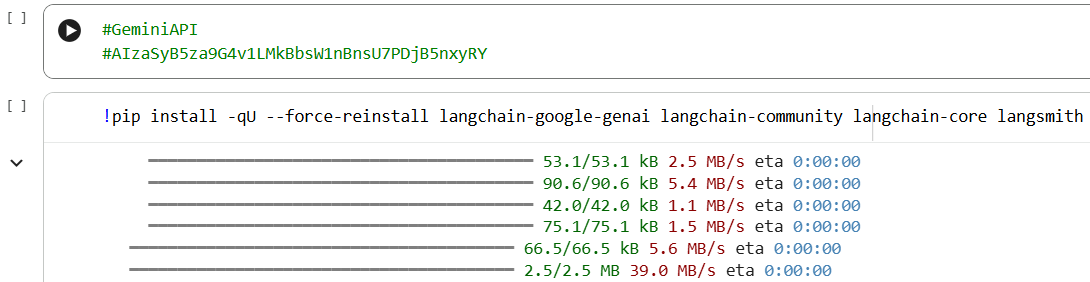 [ ]
#GeminiAPI
#AIzaSyB5za9G4v1LMkBbsW1nBnsU7PDjB5nxyRY
[ ]
!pip install -qU --force-reinstall langchain-google-genai langchain-community langchain-core langsmith
53.1/53.1 kB 2.5 MB/s eta 0:00:00
90.6/90.6 kB 5.4 MB/s eta 0:00:00
42.0/42.0 kB 1.1 MB/s eta 0:00:00
75.1/75.1 kB 1.5 MB/s eta 0:00:00
66.5/66.5 kB 5.6 MB/s eta 0:00:00
2.5/2.5 MB 39.0 MB/s eta 0:00:00